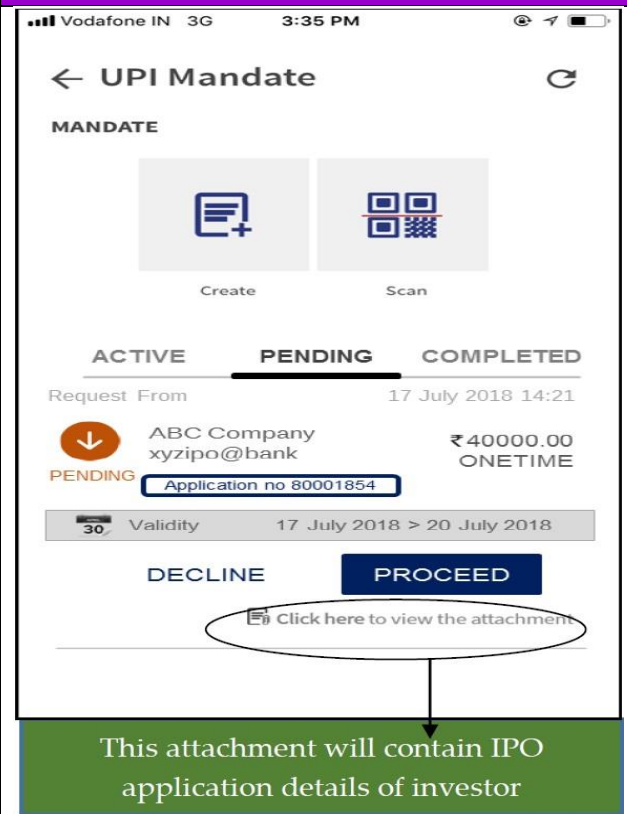 Vodafone IN 3G 3:35 PM
← UPI Mandate
MANDATE
Create Scan
ACTIVE PENDING COMPLETED
Request From 17 July 2018 14:21
ABC Company ₹40000.00
xyzipo@bank ONETIME
PENDING
Application no 80001854
30 Validity 17 July 2018 > 20 July 2018
DECLINE PROCEED
Click here to view the attachment
This attachment will contain IPO
application details of investor